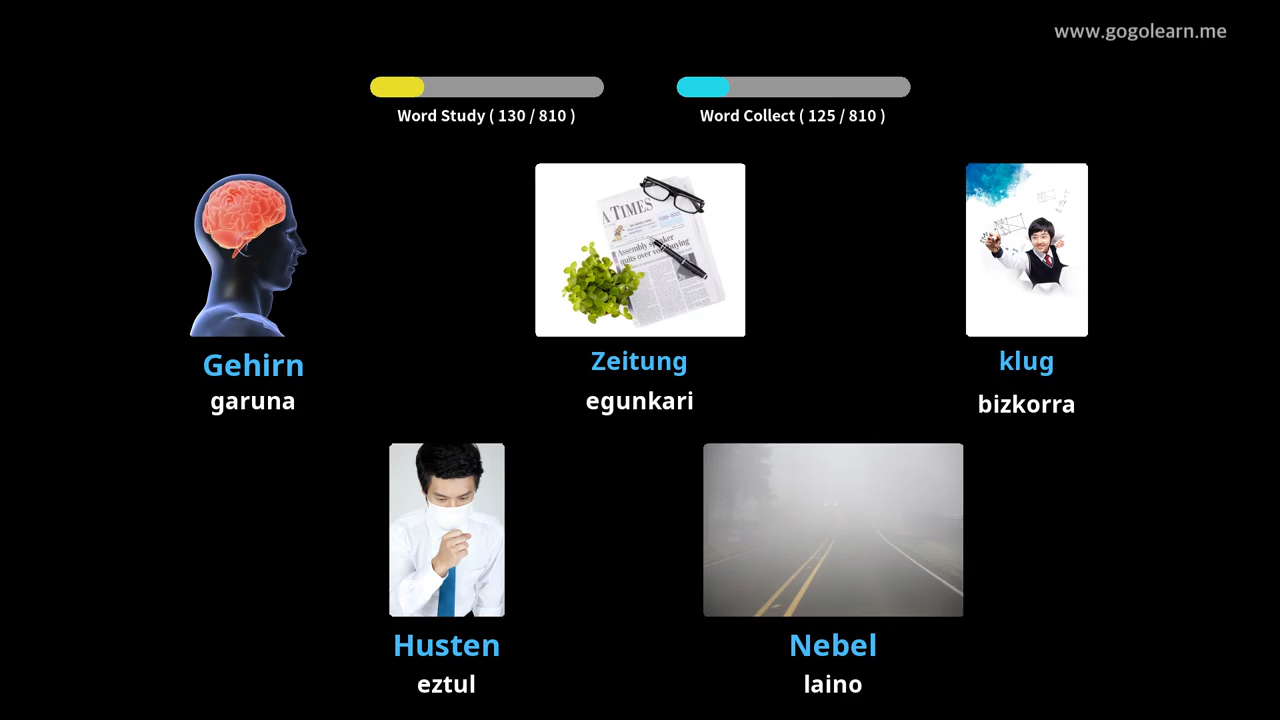 www.gogolearn.me
Word Study ( 130 / 810 )
Word Collect ( 125 / 810 )
A TIMES
Gehirn
garuna
Zeitung
egunkari
klug
bizkorra
Husten
eztul
Nebel
laino